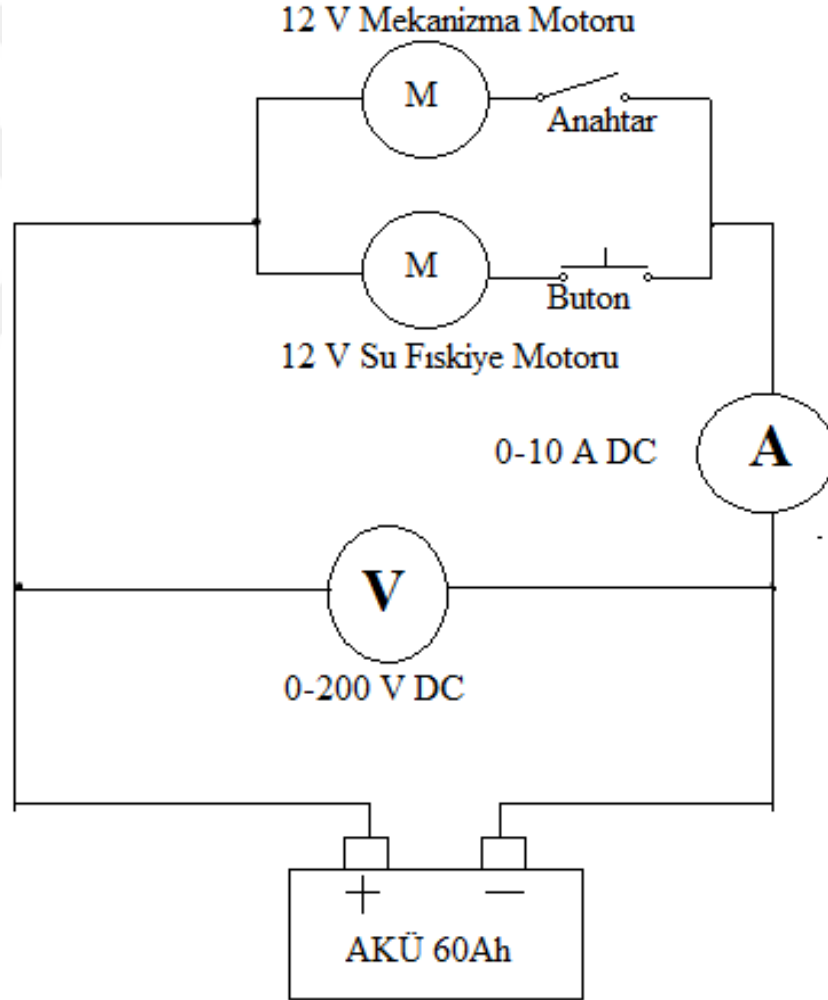 12 V Mekanizma Motoru
M
Anahtar
M
Buton
12 V Su Fıskiye Motoru
0-10 A DC
A
V
0-200 V DC
+ —
AKÜ 60Ah